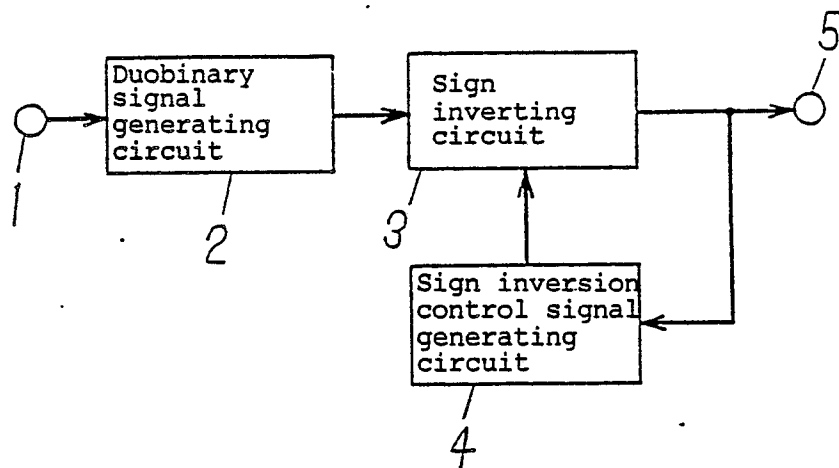 5
Duobinary
signal
generating
circuit
Sign
inverting
circuit
1
2
3
Sign inversion
control signal
generating
circuit
4